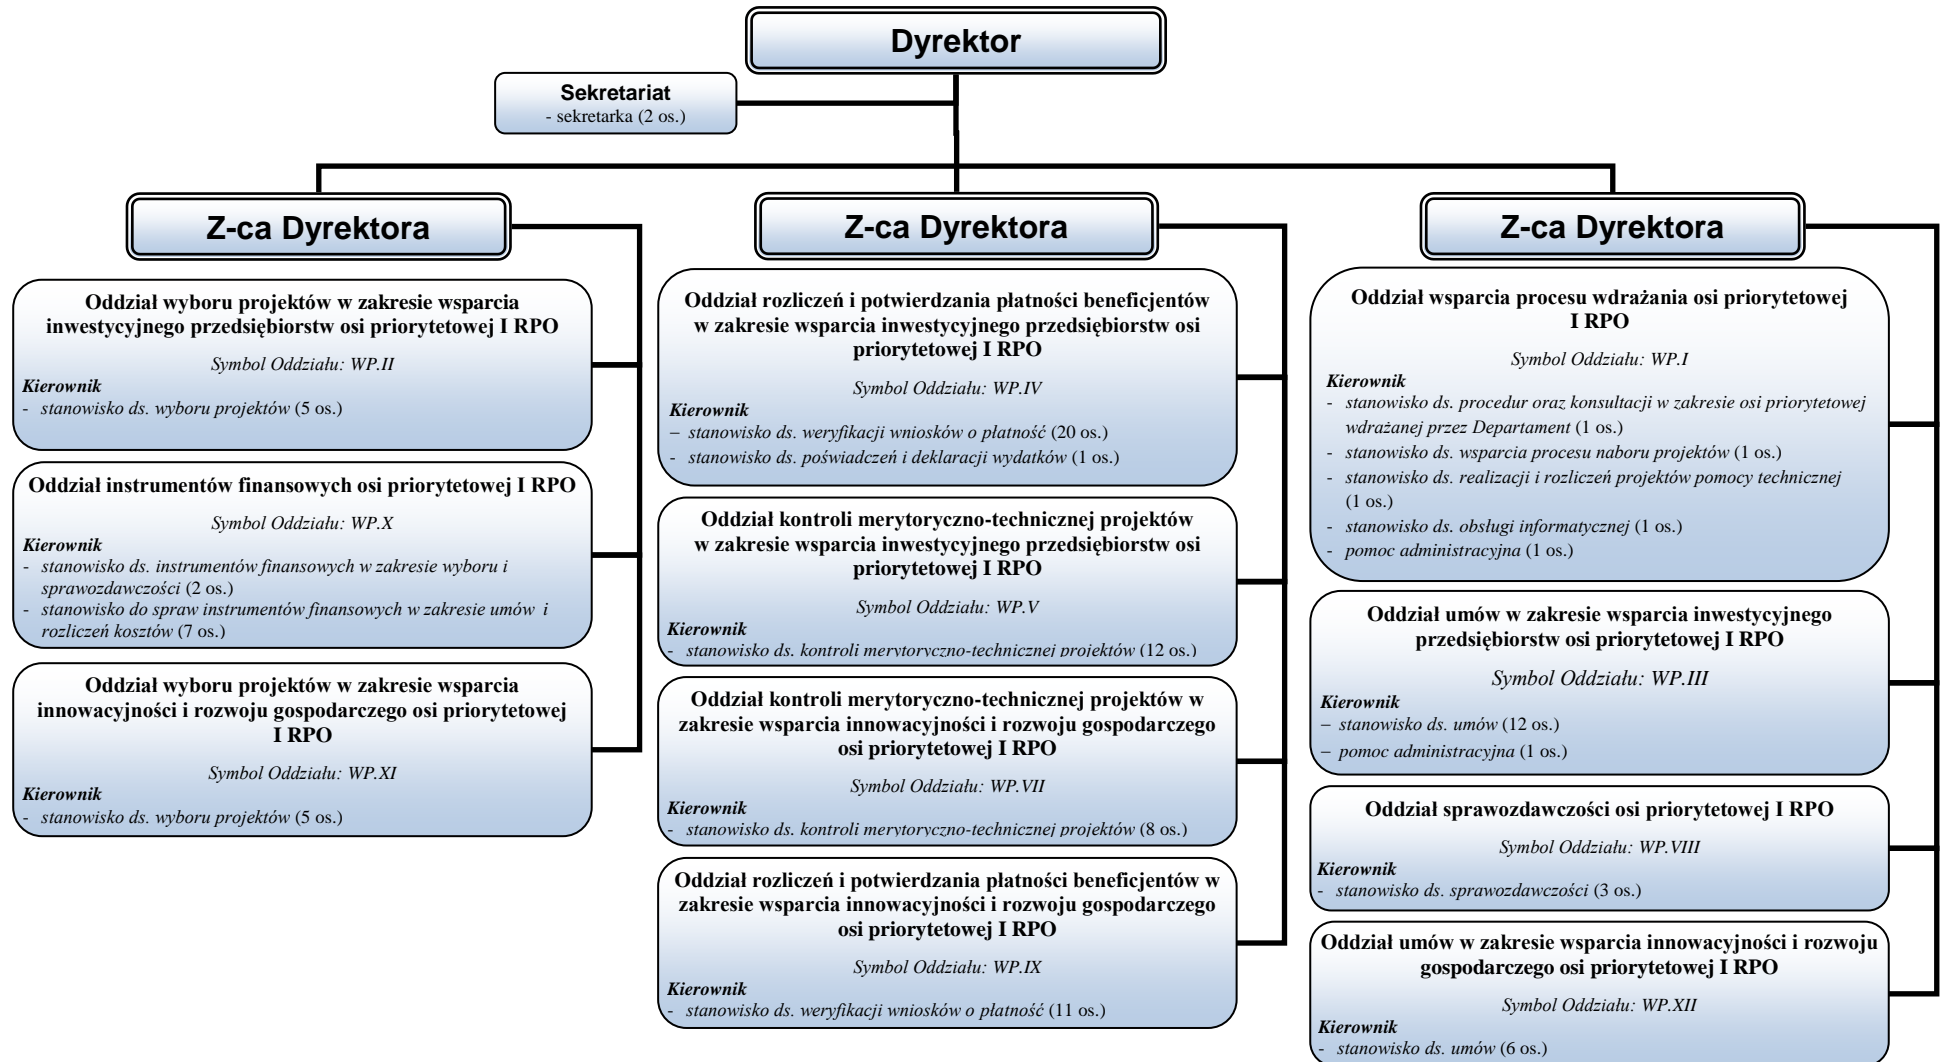 Dyrektor
Sekretariat
- sekretarka (2 os.)
Z-ca Dyrektora
Oddział wyboru projektów w zakresie wsparcia
inwestycyjnego przedsiębiorstw osi priorytetowej I RPO
Symbol Oddziału: WP.II
Kierownik
- stanowisko ds. wyboru projektów (5 os.)
Oddział instrumentów finansowych osi priorytetowej I RPO
Symbol Oddziału: WP.X
Kierownik
- stanowisko ds. instrumentów finansowych w zakresie wyboru i
sprawozdawczości (2 os.)
- stanowisko do spraw instrumentów finansowych w zakresie umów i
rozliczeń kosztów (7 os.)
Oddział wyboru projektów w zakresie wsparcia
innowacyjności i rozwoju gospodarczego osi priorytetowej
I RPO
Symbol Oddziału: WP.XI
Kierownik
- stanowisko ds. wyboru projektów (5 os.)
Z-ca Dyrektora
Oddział rozliczeń i potwierdzania płatności beneficjentów
w zakresie wsparcia inwestycyjnego przedsiębiorstw osi
priorytetowej I RPO
Symbol Oddziału: WP.IV
Kierownik
– stanowisko ds. weryfikacji wniosków o płatność (20 os.)
- stanowisko ds. poświadczeń i deklaracji wydatków (1 os.)
Oddział kontroli merytoryczno-technicznej projektów
w zakresie wsparcia inwestycyjnego przedsiębiorstw osi
priorytetowej I RPO
Symbol Oddziału: WP.V
Kierownik
- stanowisko ds. kontroli merytoryczno-technicznej projektów (12 os.)
Oddział kontroli merytoryczno-technicznej projektów w
zakresie wsparcia innowacyjności i rozwoju gospodarczego
osi priorytetowej I RPO
Symbol Oddziału: WP.VII
Kierownik
- stanowisko ds. kontroli merytoryczno-technicznej projektów (8 os.)
Oddział rozliczeń i potwierdzania płatności beneficjentów w
zakresie wsparcia innowacyjności i rozwoju gospodarczego
osi priorytetowej I RPO
Symbol Oddziału: WP.IX
Kierownik
- stanowisko ds. weryfikacji wniosków o płatność (11 os.)
Z-ca Dyrektora
Oddział wsparcia procesu wdrażania osi priorytetowej
I RPO
Symbol Oddziału: WP.I
Kierownik
- stanowisko ds. procedur oraz konsultacji w zakresie osi priorytetowej
wdrażanej przez Departament (1 os.)
- stanowisko ds. wsparcia procesu naboru projektów (1 os.)
- stanowisko ds. realizacji i rozliczeń projektów pomocy technicznej
(1 os.)
- stanowisko ds. obsługi informatycznej (1 os.)
- pomoc administracyjna (1 os.)
Oddział umów w zakresie wsparcia inwestycyjnego
przedsiębiorstw osi priorytetowej I RPO
Symbol Oddziału: WP.III
Kierownik
– stanowisko ds. umów (12 os.)
– pomoc administracyjna (1 os.)
Oddział sprawozdawczości osi priorytetowej I RPO
Symbol Oddziału: WP.VIII
Kierownik
- stanowisko ds. sprawozdawczości (3 os.)
Oddział umów w zakresie wsparcia innowacyjności i rozwoju
gospodarczego osi priorytetowej I RPO
Symbol Oddziału: WP.XII
Kierownik
- stanowisko ds. umów (6 os.)